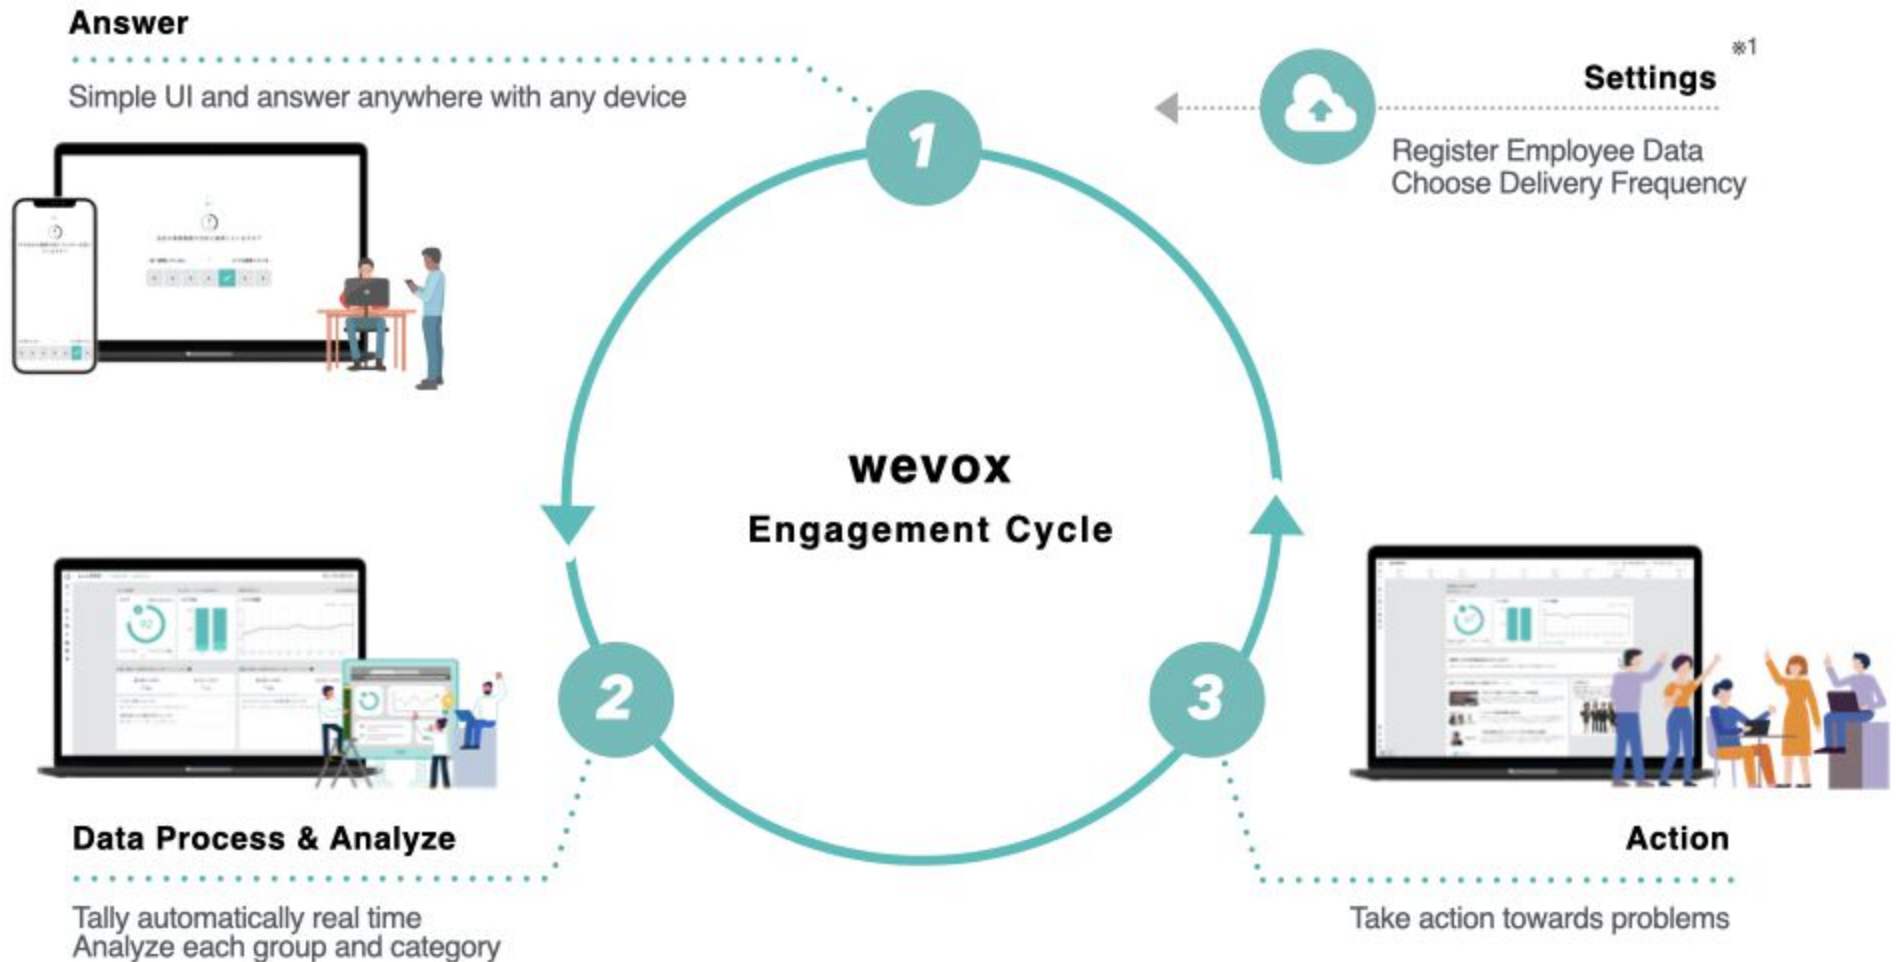 Answer
Simple UI and answer anywhere with any device
※1
Settings
Register Employee Data
Choose Delivery Frequency
1
wevox
Engagement Cycle
92
2
3
Data Process & Analyze
Tally automatically real time
Analyze each group and category
Action
Take action towards problems